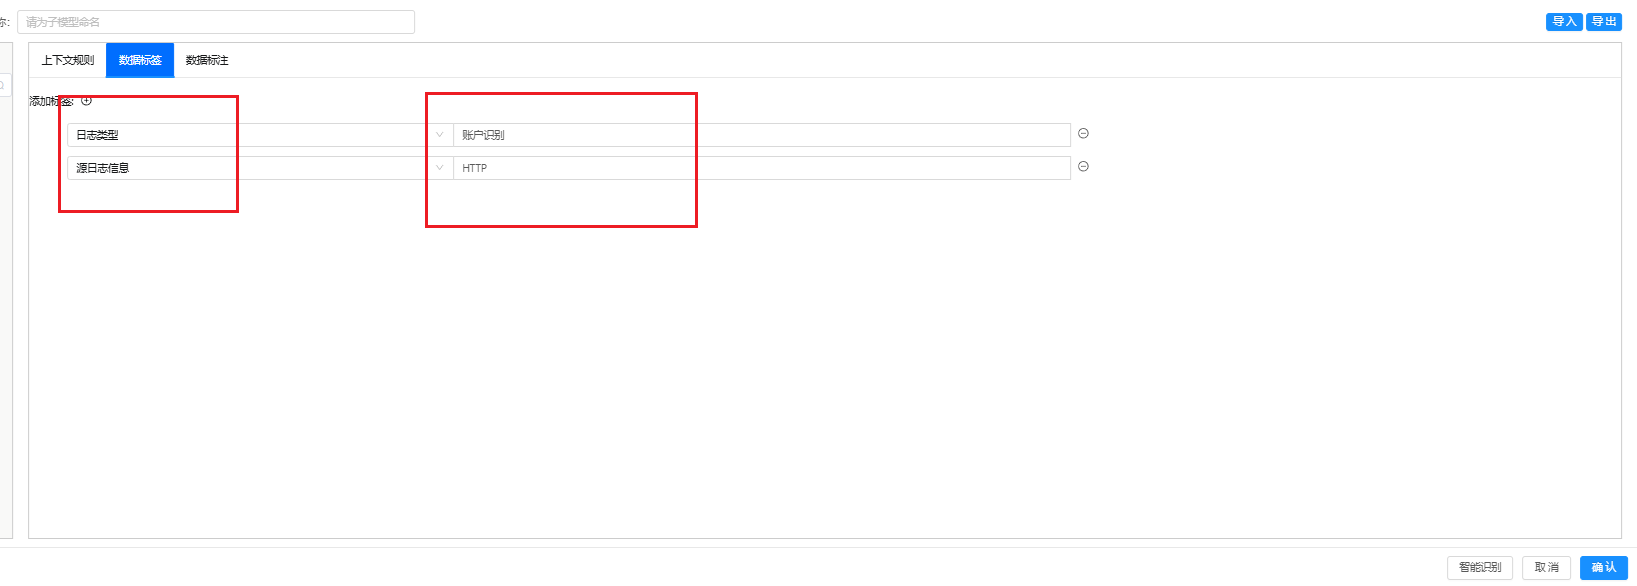 称:
请为子模型命名
导入 导出
上下文规则 数据标签 数据标注
添加标签:
日志类型 账户识别
源日志信息 HTTP
智能识别 取消 确认